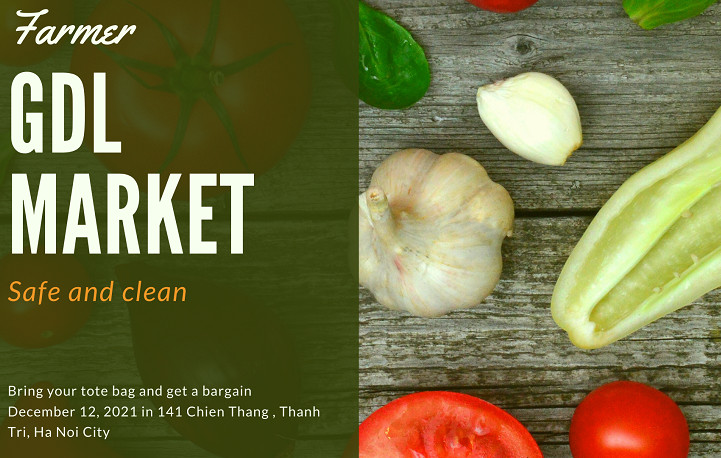 Farmer
GDL
MARKET
Safe and clean
Bring your tote bag and get a bargain
December 12, 2021 in 141 Chien Thang , Thanh
Tri, Ha Noi City